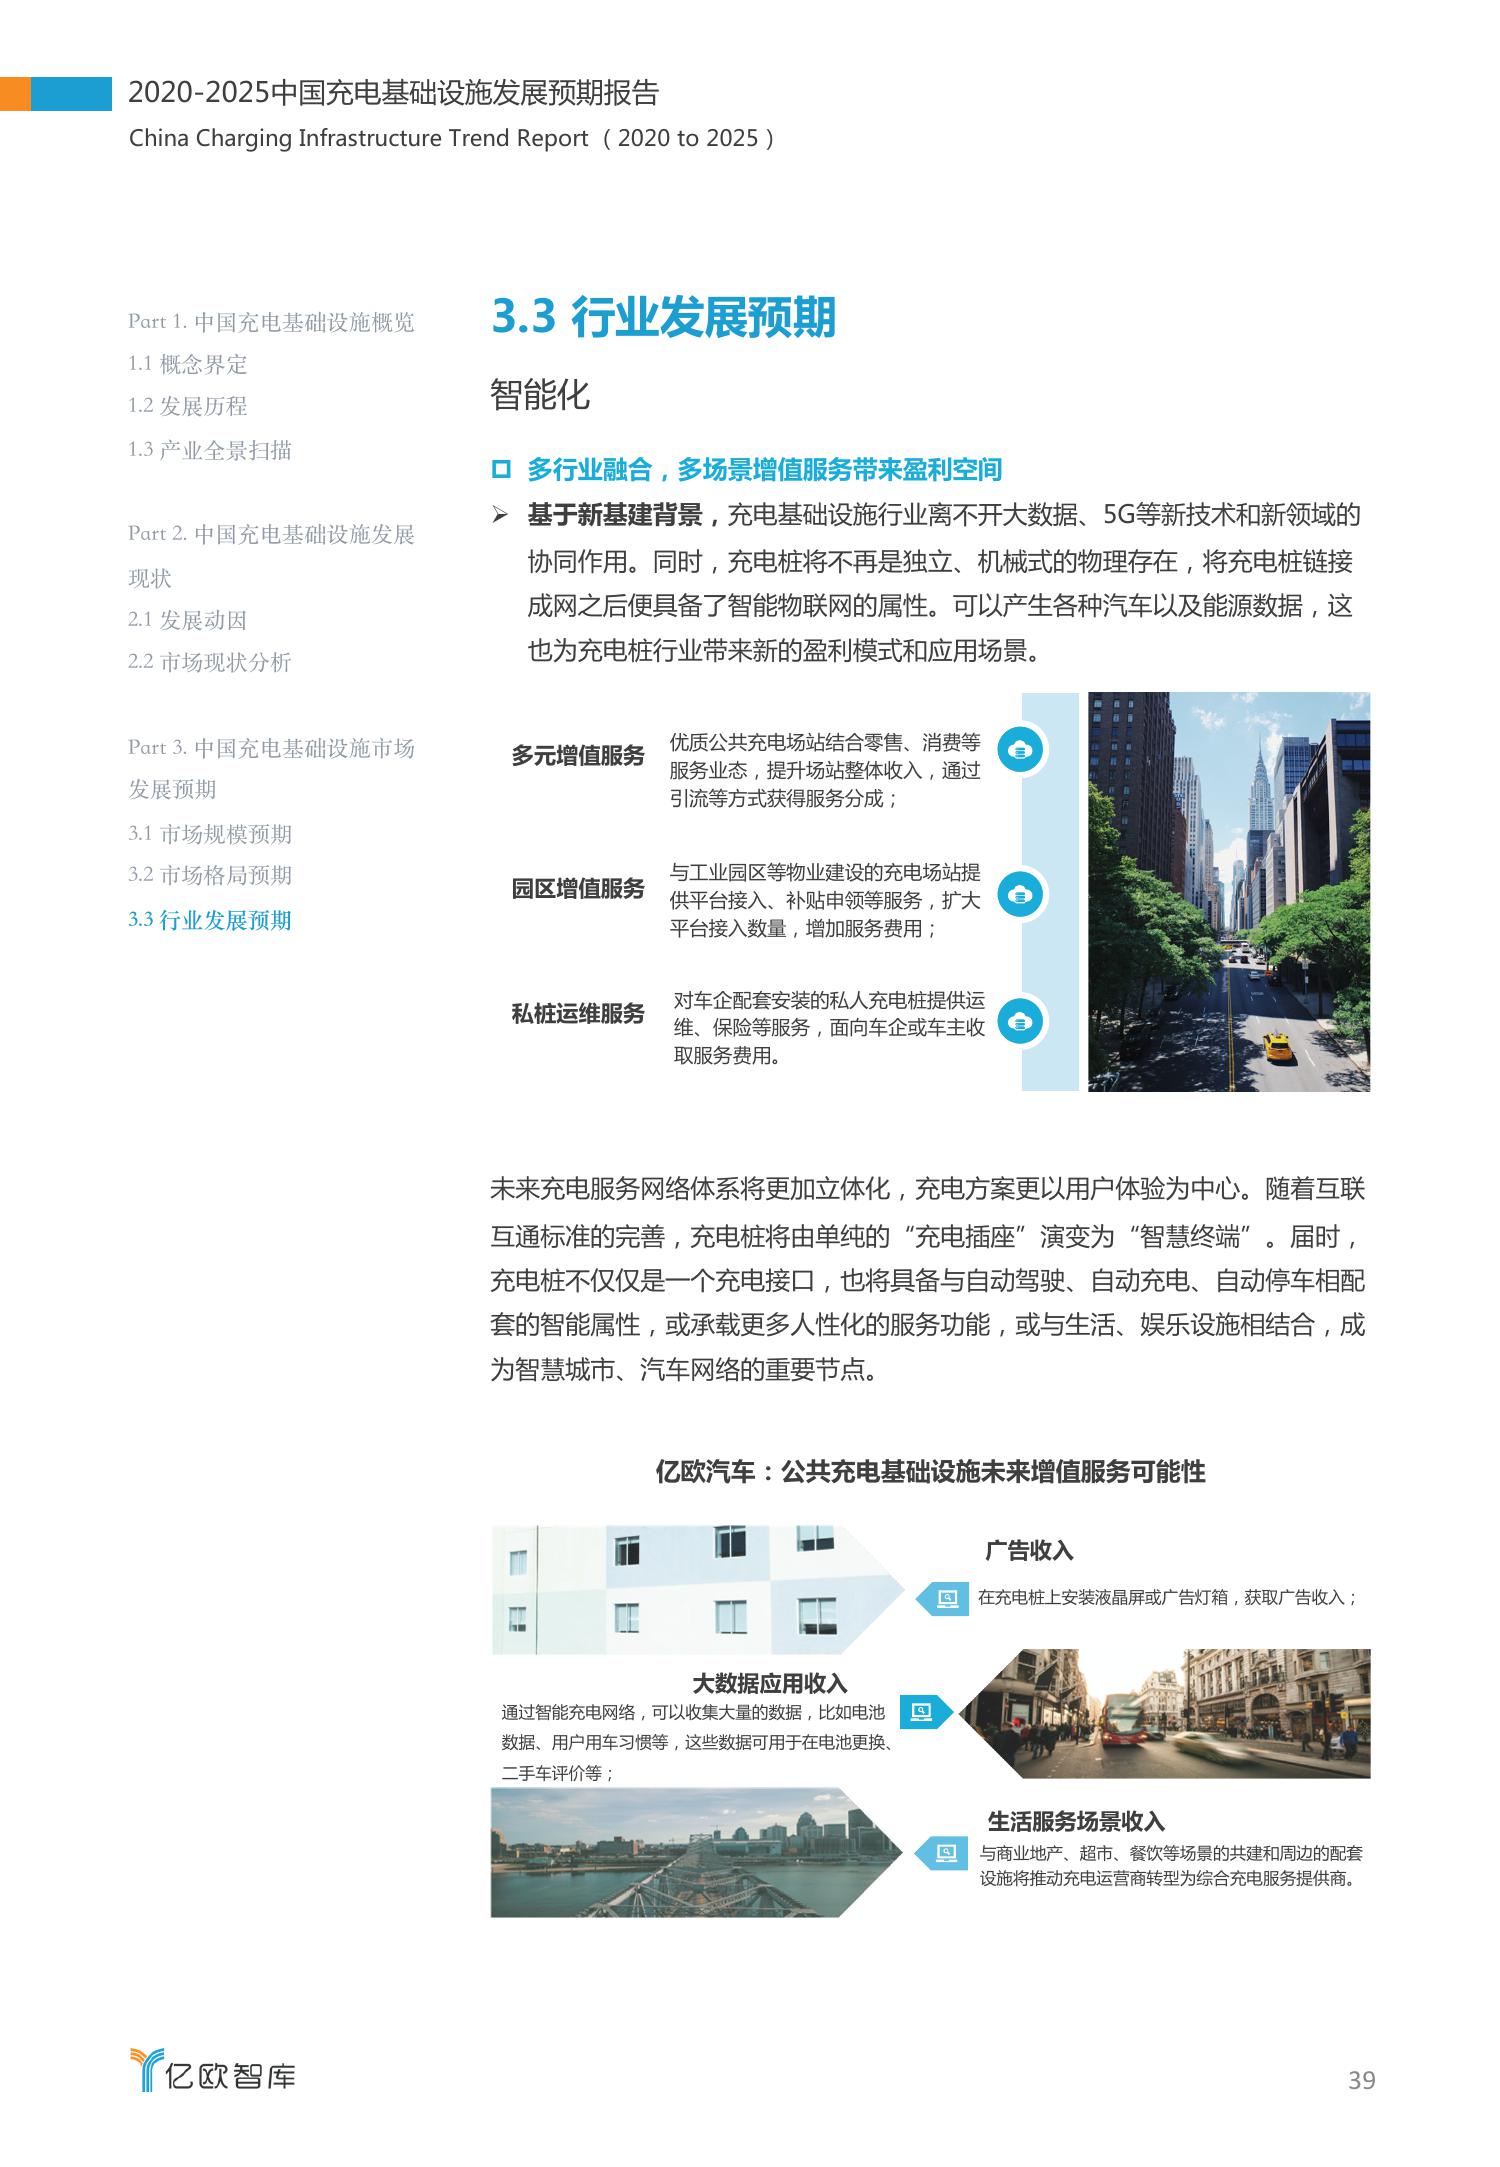 2020-2025中国充电基础设施发展预期报告
China Charging Infrastructure Trend Report（2020 to 2025）
Part 1. 中国充电基础设施概览
1.1 概念界定
1.2 发展历程
1.3 产业全景扫描
Part 2. 中国充电基础设施发展
现状
2.1 发展动因
2.2 市场现状分析
Part 3. 中国充电基础设施市场
发展预期
3.1 市场规模预期
3.2 市场格局预期
3.3 行业发展预期
3.3 行业发展预期
智能化
多行业融合，多场景增值服务带来盈利空间
基于新基建背景，充电基础设施行业离不开大数据、5G等新技术和新领域的
协同作用。同时，充电桩将不再是独立、机械式的物理存在，将充电桩链接
成网之后便具备了智能物联网的属性。可以产生各种汽车以及能源数据，这
也为充电桩行业带来新的盈利模式和应用场景。
多元增值服务
优质公共充电场站结合零售、消费等
服务业态，提升场站整体收入，通过
引流等方式获得服务分成；
园区增值服务
与工业园区等物业建设的充电场站提
供平台接入、补贴申领等服务，扩大
平台接入数量，增加服务费用；
私桩运维服务
对车企配套安装的私人充电桩提供运
维、保险等服务，面向车企或车主收
取服务费用。
未来充电服务网络体系将更加立体化，充电方案更以用户体验为中心。随着互联
互通标准的完善，充电桩将由单纯的“充电插座”演变为“智慧终端”。届时，
充电桩不仅仅是一个充电接口，也将具备与自动驾驶、自动充电、自动停车相配
套的智能属性，或承载更多人性化的服务功能，或与生活、娱乐设施相结合，成
为智慧城市、汽车网络的重要节点。
亿欧汽车：公共充电基础设施未来增值服务可能性
广告收入
在充电桩上安装液晶屏或广告灯箱，获取广告收入；
大数据应用收入
通过智能充电网络，可以收集大量的数据，比如电池
数据、用户用车习惯等，这些数据可用于在电池更换、
二手车评价等；
生活服务场景收入
与商业地产、超市、餐饮等场景的共建和周边的配套
设施将推动充电运营商转型为综合充电服务提供商。
亿欧智库
39